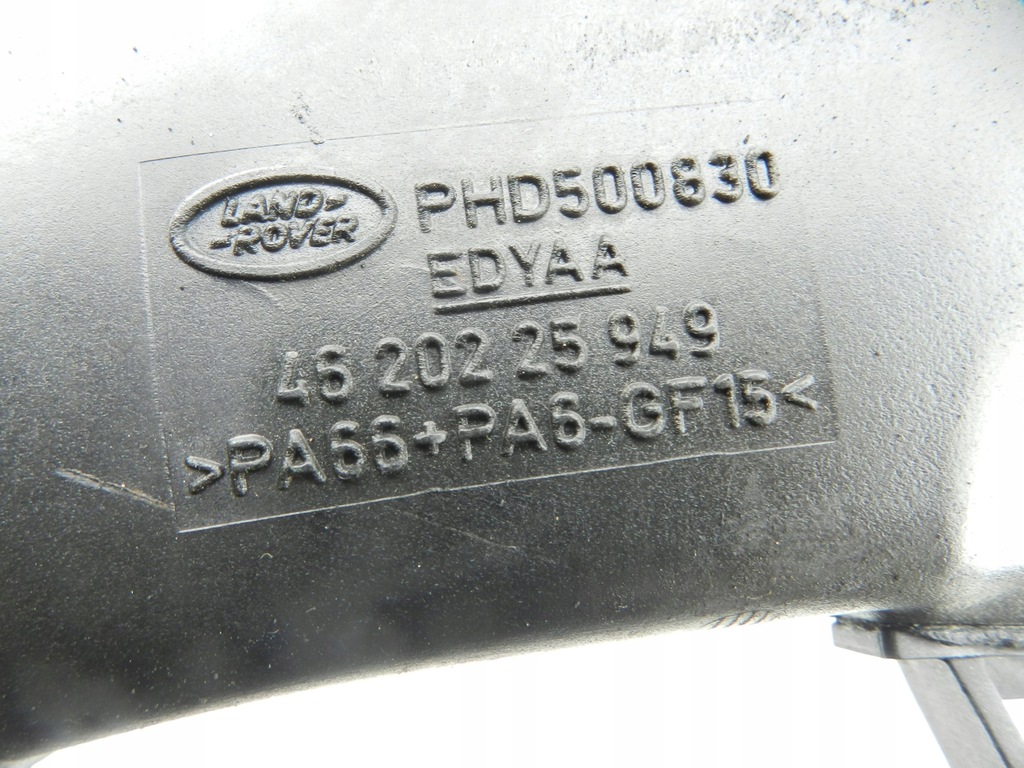 LAND-
-ROVER
PHD500830
EDYAA
46 202 25 949
>PA66+PA6-GF15<